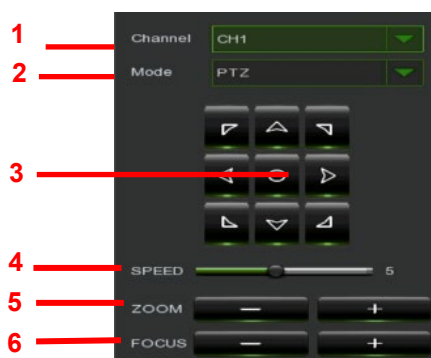 1 Channel CH1
2 Mode PTZ
3
4 SPEED 5
5 ZOOM − +
6 FOCUS − +